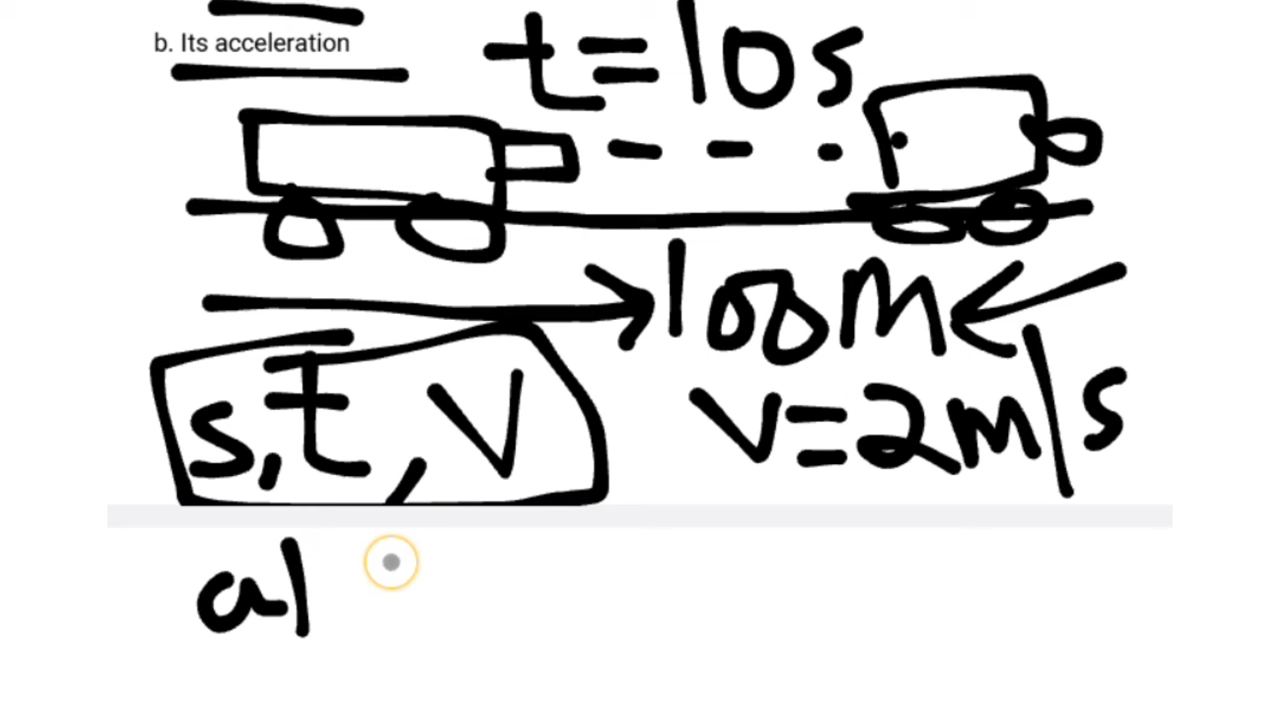 b. Its acceleration
t=10s
100m
s,t,v
v=2m/s
a)